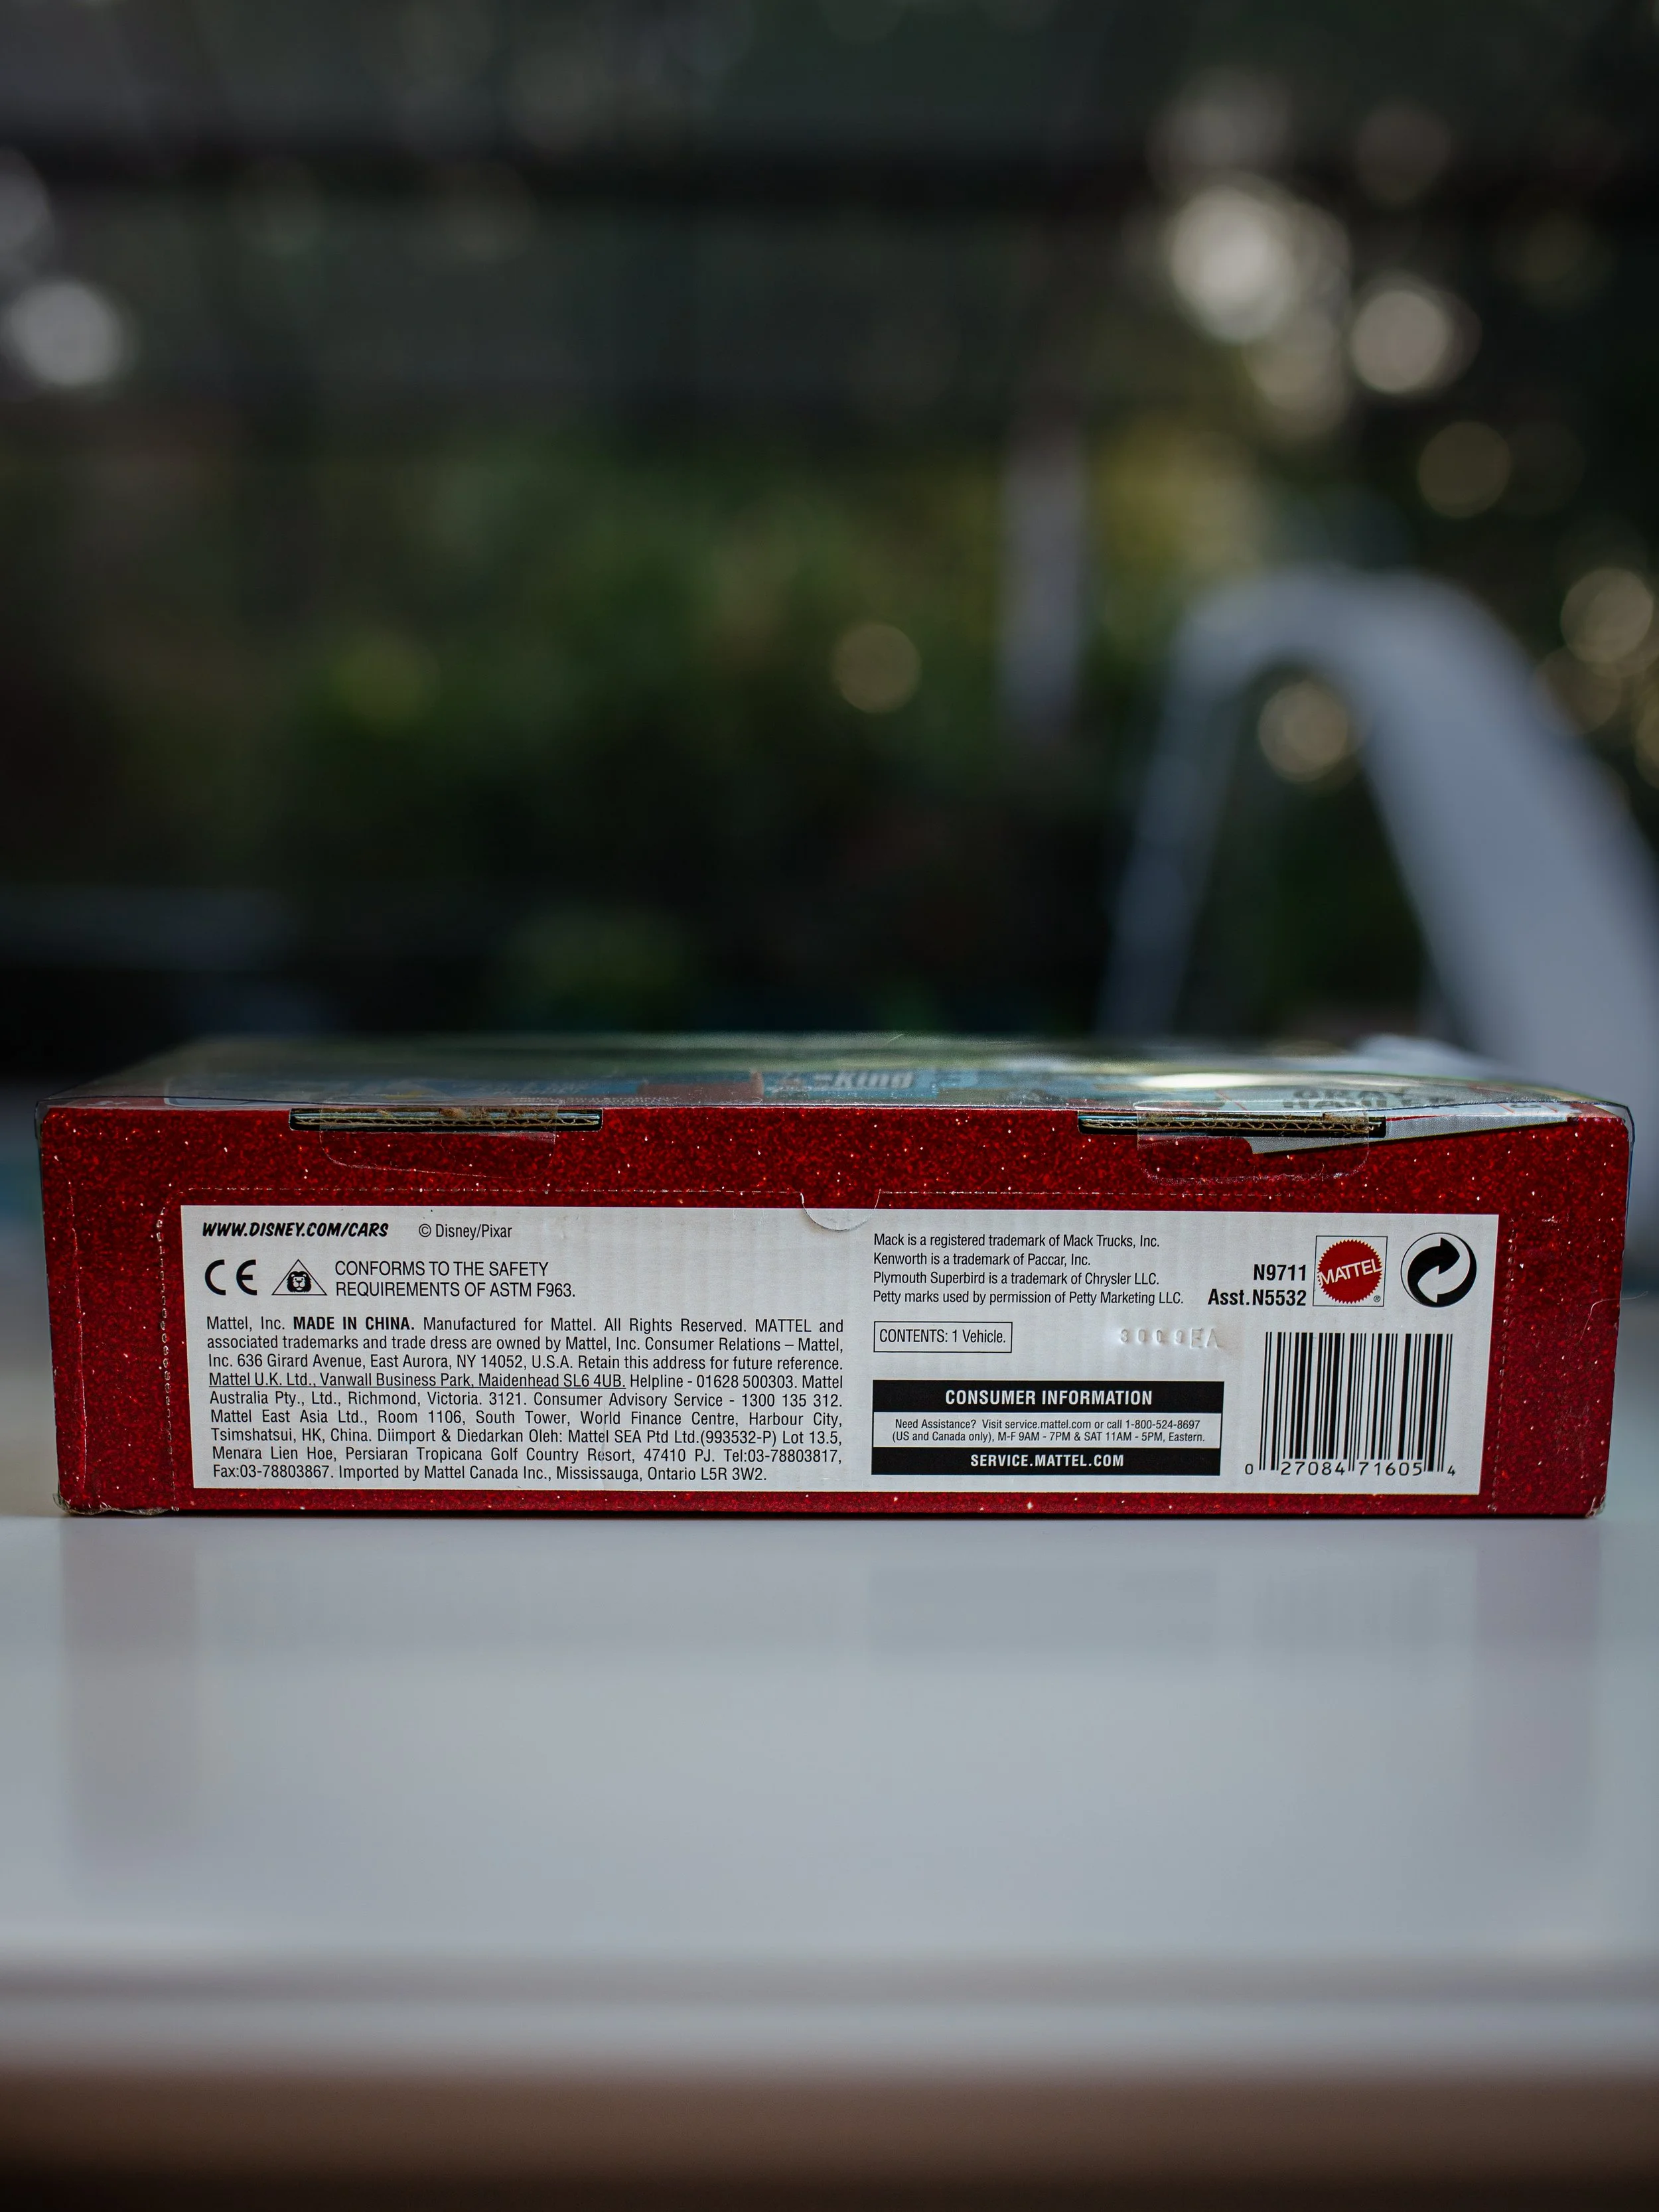 WWW.DISNEY.COM/CARS © Disney/Pixar
CE CONFORMS TO THE SAFETY
REQUIREMENTS OF ASTM F963.
Mattel, Inc. MADE IN CHINA. Manufactured for Mattel. All Rights Reserved. MATTEL and
associated trademarks and trade dress are owned by Mattel, Inc. Consumer Relations – Mattel,
Inc. 636 Girard Avenue, East Aurora, NY 14052, U.S.A. Retain this address for future reference.
Mattel U.K. Ltd., Vanwall Business Park, Maidenhead SL6 4UB. Helpline - 01628 500303. Mattel
Australia Pty., Ltd., Richmond, Victoria. 3121. Consumer Advisory Service - 1300 135 312.
Mattel East Asia Ltd., Room 1106, South Tower, World Finance Centre, Harbour City,
Tsimshatsui, HK, China. Diimport & Diedarkan Oleh: Mattel SEA Ptd Ltd.(993532-P) Lot 13.5,
Menara Lien Hoe, Persiaran Tropicana Golf Country Resort, 47410 PJ. Tel:03-78803817,
Fax:03-78803867. Imported by Mattel Canada Inc., Mississauga, Ontario L5R 3W2.
Mack is a registered trademark of Mack Trucks, Inc.
Kenworth is a trademark of Paccar, Inc.
Plymouth Superbird is a trademark of Chrysler LLC.
Petty marks used by permission of Petty Marketing LLC.
CONTENTS: 1 Vehicle.
CONSUMER INFORMATION
Need Assistance? Visit service.mattel.com or call 1-800-524-8697
(US and Canada only), M-F 9AM - 7PM & SAT 11AM - 5PM, Eastern.
SERVICE.MATTEL.COM
N9711
Asst.N5532
MATTEL ®
0 27084 71605 4